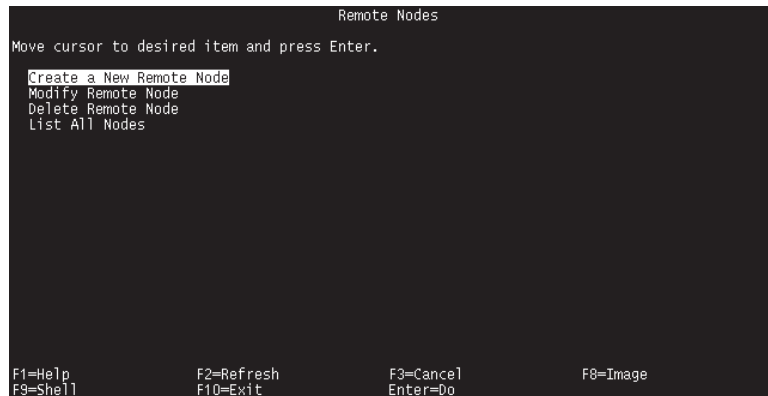 Remote Nodes
Move cursor to desired item and press Enter.
Create a New Remote Node
Modify Remote Node
Delete Remote Node
List All Nodes
F1=Help F2=Refresh F3=Cancel F8=Image
F9=Shell F10=Exit Enter=Do